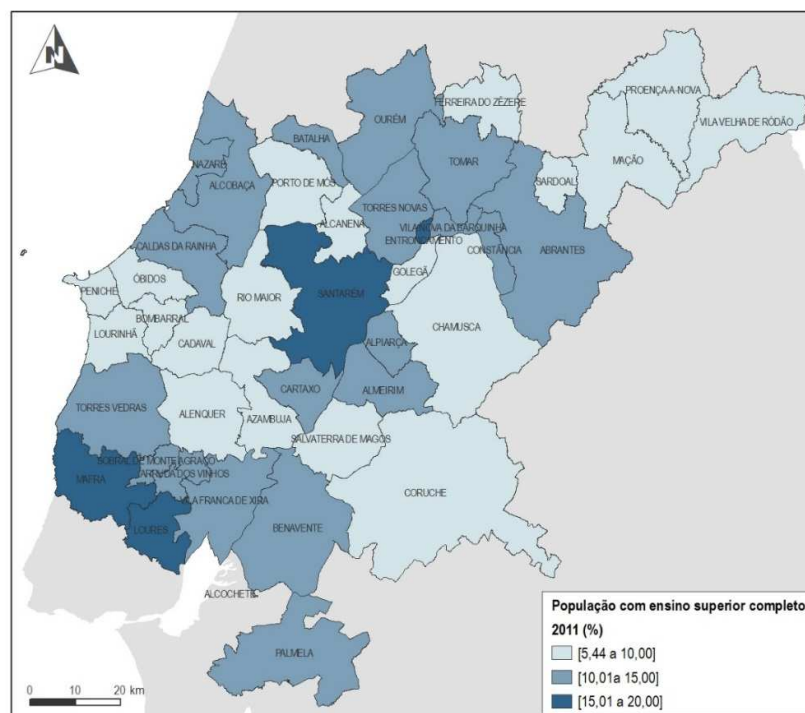 N
FERREIRA DO ZÊZERE
PROENÇA-A-NOVA
OURÉM
VILA VELHA DE RÓDÃO
BATALHA
NAZARÉ
TOMAR
MAÇÃO
SARDOAL
ALCOBAÇA
PORTO DE MÓS
TORRES NOVAS
ALCANENA
VILA NOVA DA BARQUINHA
ENTRONCAMENTO
CONSTÂNCIA
ABRANTES
CALDAS DA RAINHA
GOLEGÃ
ÓBIDOS
PENICHE
RIO MAIOR
SANTARÉM
CHAMUSCA
BOMBARRAL
LOURINHÃ
CADAVAL
ALPIARÇA
CARTAXO
ALMEIRIM
TORRES VEDRAS
ALENQUER
AZAMBUJA
SALVATERRA DE MAGOS
SOBRAL DE MONTE AGRAÇO
ARRUDA DOS VINHOS
MAFRA
CORUCHE
VILA FRANCA DE XIRA
LOURES
BENAVENTE
ALCOCHETE
PALMELA
População com ensino superior completo
2011 (%)
[5,44 a 10,00]
[10,01a 15,00]
[15,01 a 20,00]
0 10 20 km